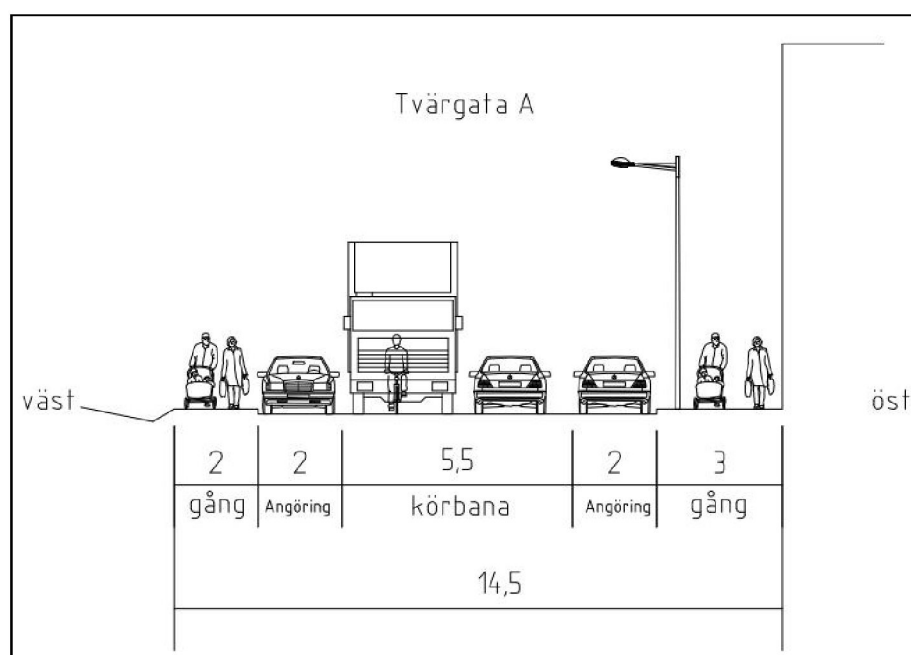 Tvärgata A
väst
öst
2 2 5,5 2 3
gång Angöring körbana Angöring gång
14,5